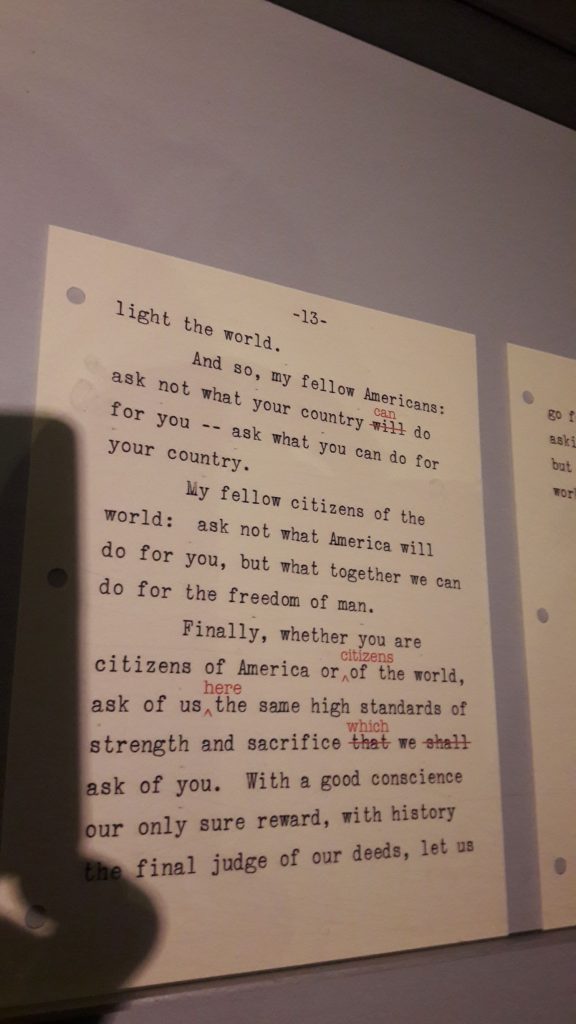 -13-
light the world.
And so, my fellow Americans:
can
ask not what your country will do
for you -- ask what you can do for
your country.
My fellow citizens of the
world: ask not what America will
do for you, but what together we can
do for the freedom of man.
Finally, whether you are
citizens
citizens of America or ^ of the world,
here
ask of us ^ the same high standards of
which
strength and sacrifice that we shall
ask of you. With a good conscience
our only sure reward, with history
the final judge of our deeds, let us
go f
aski
but
worl